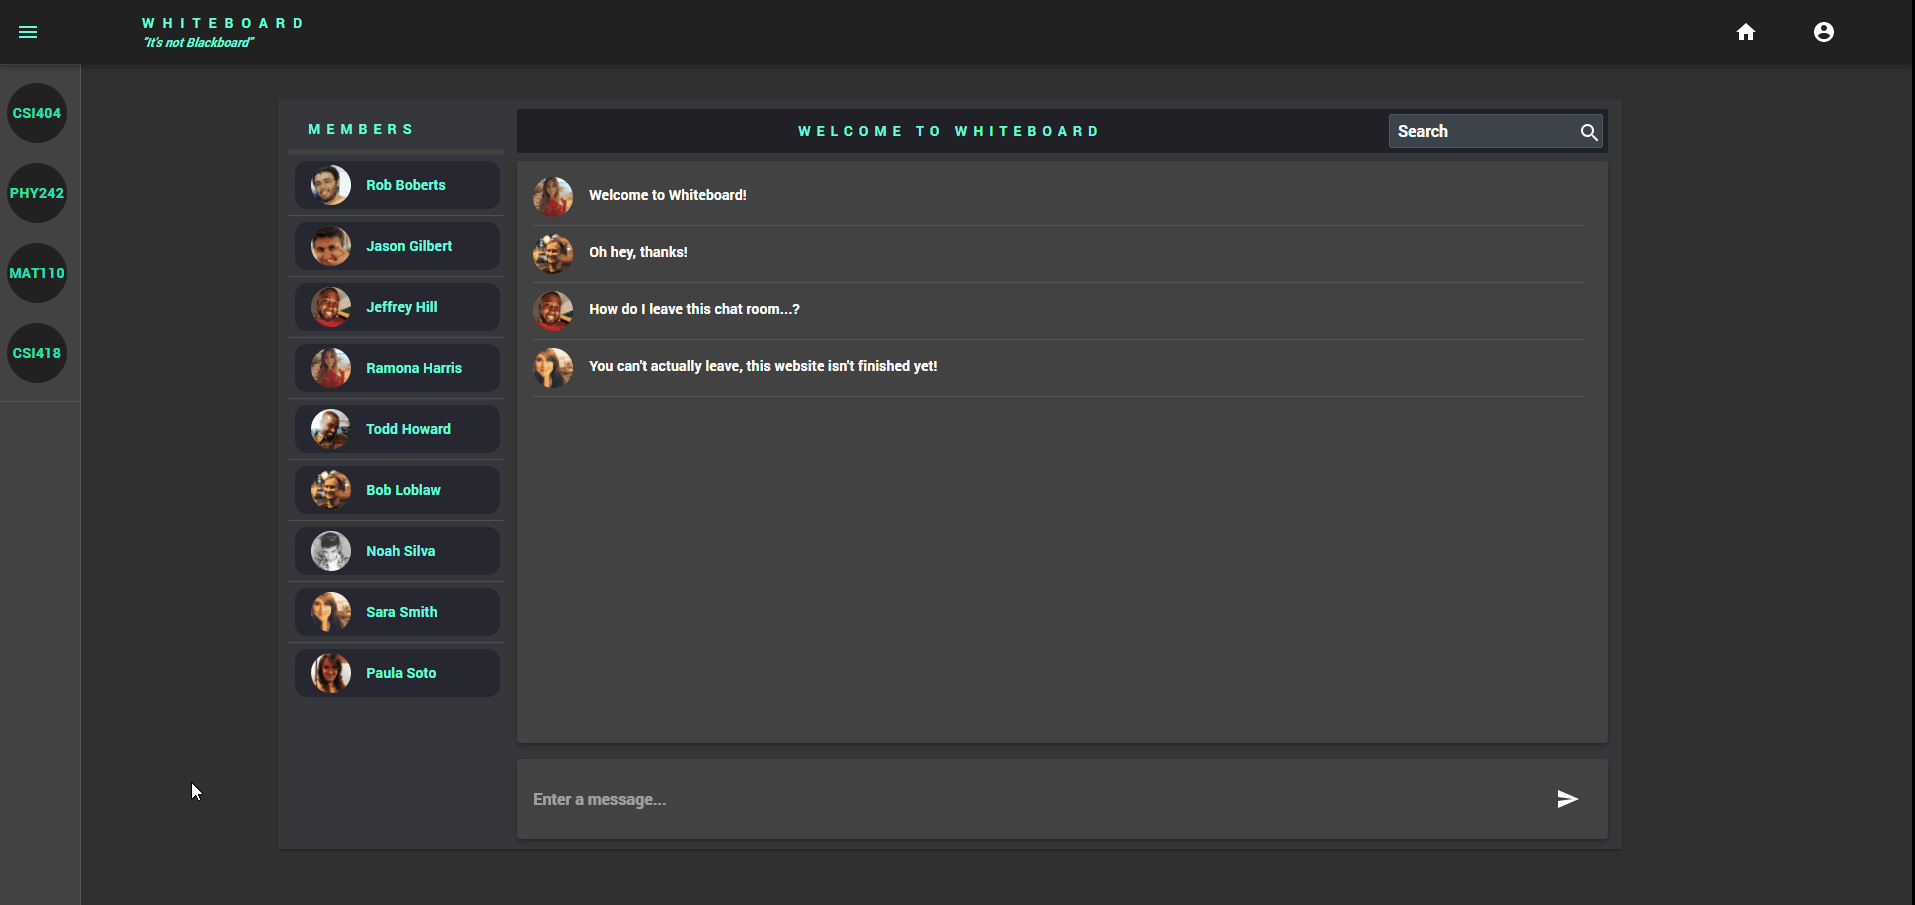 WHITEBOARD
"It's not Blackboard"
CSI404
PHY242
MAT110
CSI418
MEMBERS
Rob Boberts
Jason Gilbert
Jeffrey Hill
Ramona Harris
Todd Howard
Bob Loblaw
Noah Silva
Sara Smith
Paula Soto
WELCOME TO WHITEBOARD
Search
Welcome to Whiteboard!
Oh hey, thanks!
How do I leave this chat room...?
You can't actually leave, this website isn't finished yet!
Enter a message...